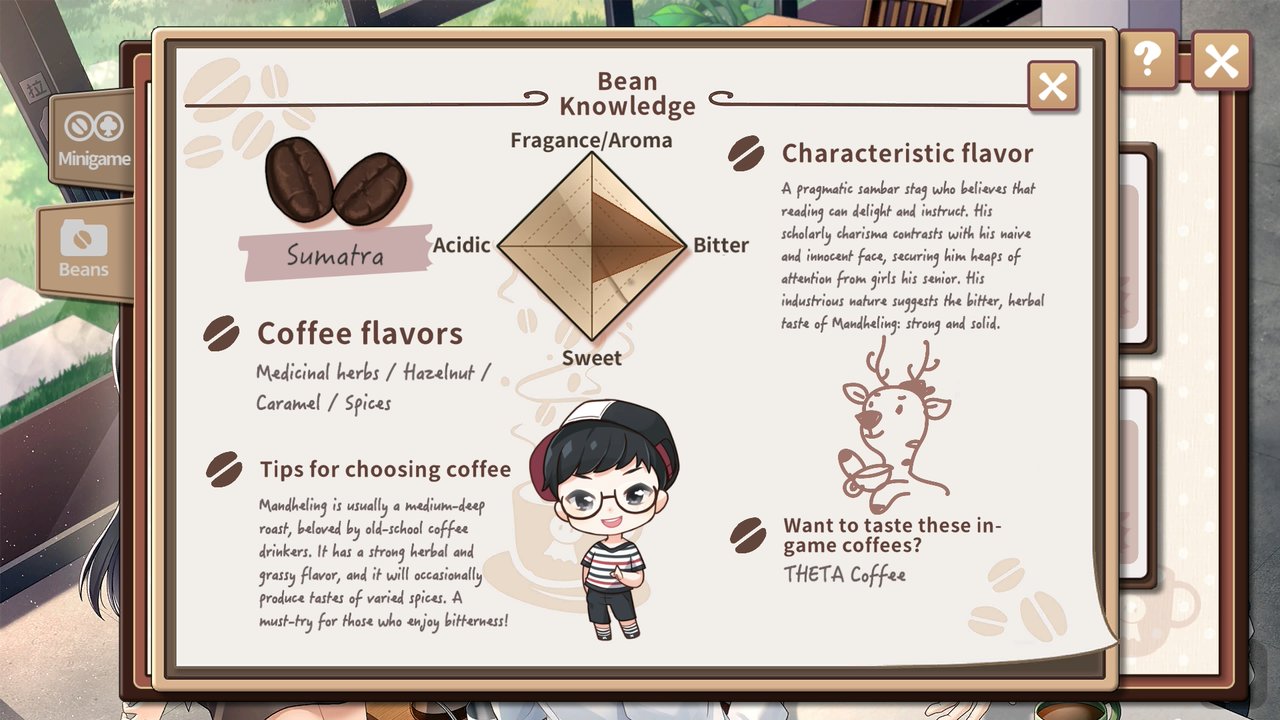 Bean
Knowledge
拉
Minigame
Beans
Sumatra
Fragance/Aroma
Acidic
Bitter
Sweet
Coffee flavors
Medicinal herbs / Hazelnut /
Caramel / Spices
Tips for choosing coffee
Mandheling is usually a medium-deep
roast, beloved by old-school coffee
drinkers. It has a strong herbal and
grassy flavor, and it will occasionally
produce tastes of varied spices. A
must-try for those who enjoy bitterness!
Characteristic flavor
A pragmatic sambar stag who believes that
reading can delight and instruct. His
scholarly charisma contrasts with his naive
and innocent face, securing him heaps of
attention from girls his senior. His
industrious nature suggests the bitter, herbal
taste of Mandheling: strong and solid.
Want to taste these in-
game coffees?
THETA Coffee
?